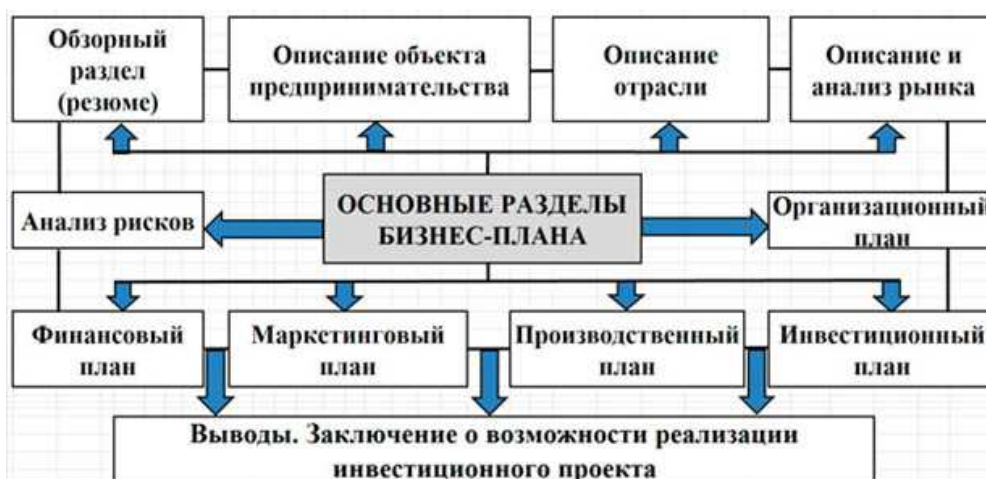 Обзорный
раздел
(резюме)
Описание объекта
предпринимательства
Описание
отрасли
Описание и
анализ рынка
Анализ рисков
ОСНОВНЫЕ РАЗДЕЛЫ
БИЗНЕС-ПЛАНА
Организационный
план
Финансовый
план
Маркетинговый
план
Производственный
план
Инвестиционный
план
Выводы. Заключение о возможности реализации
инвестиционного проекта